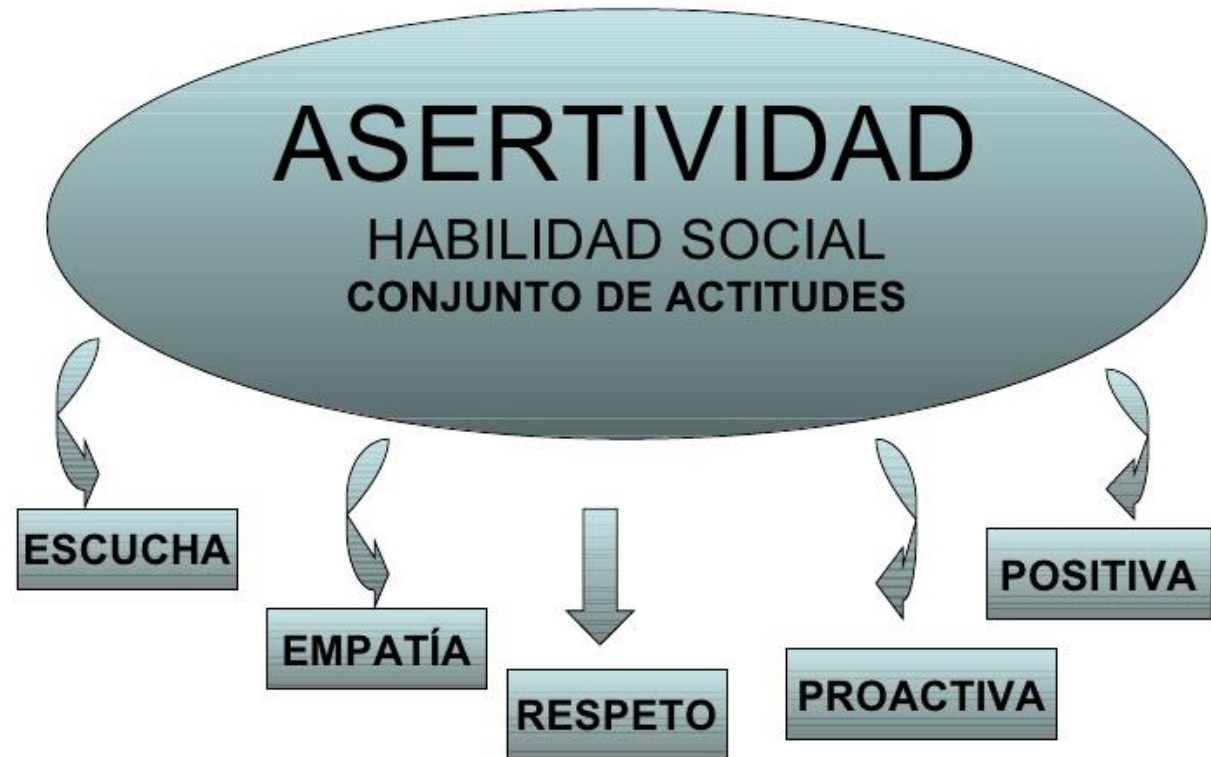 ASERTIVIDAD
HABILIDAD SOCIAL
CONJUNTO DE ACTITUDES
ESCUCHA
EMPATÍA
RESPETO
PROACTIVA
POSITIVA